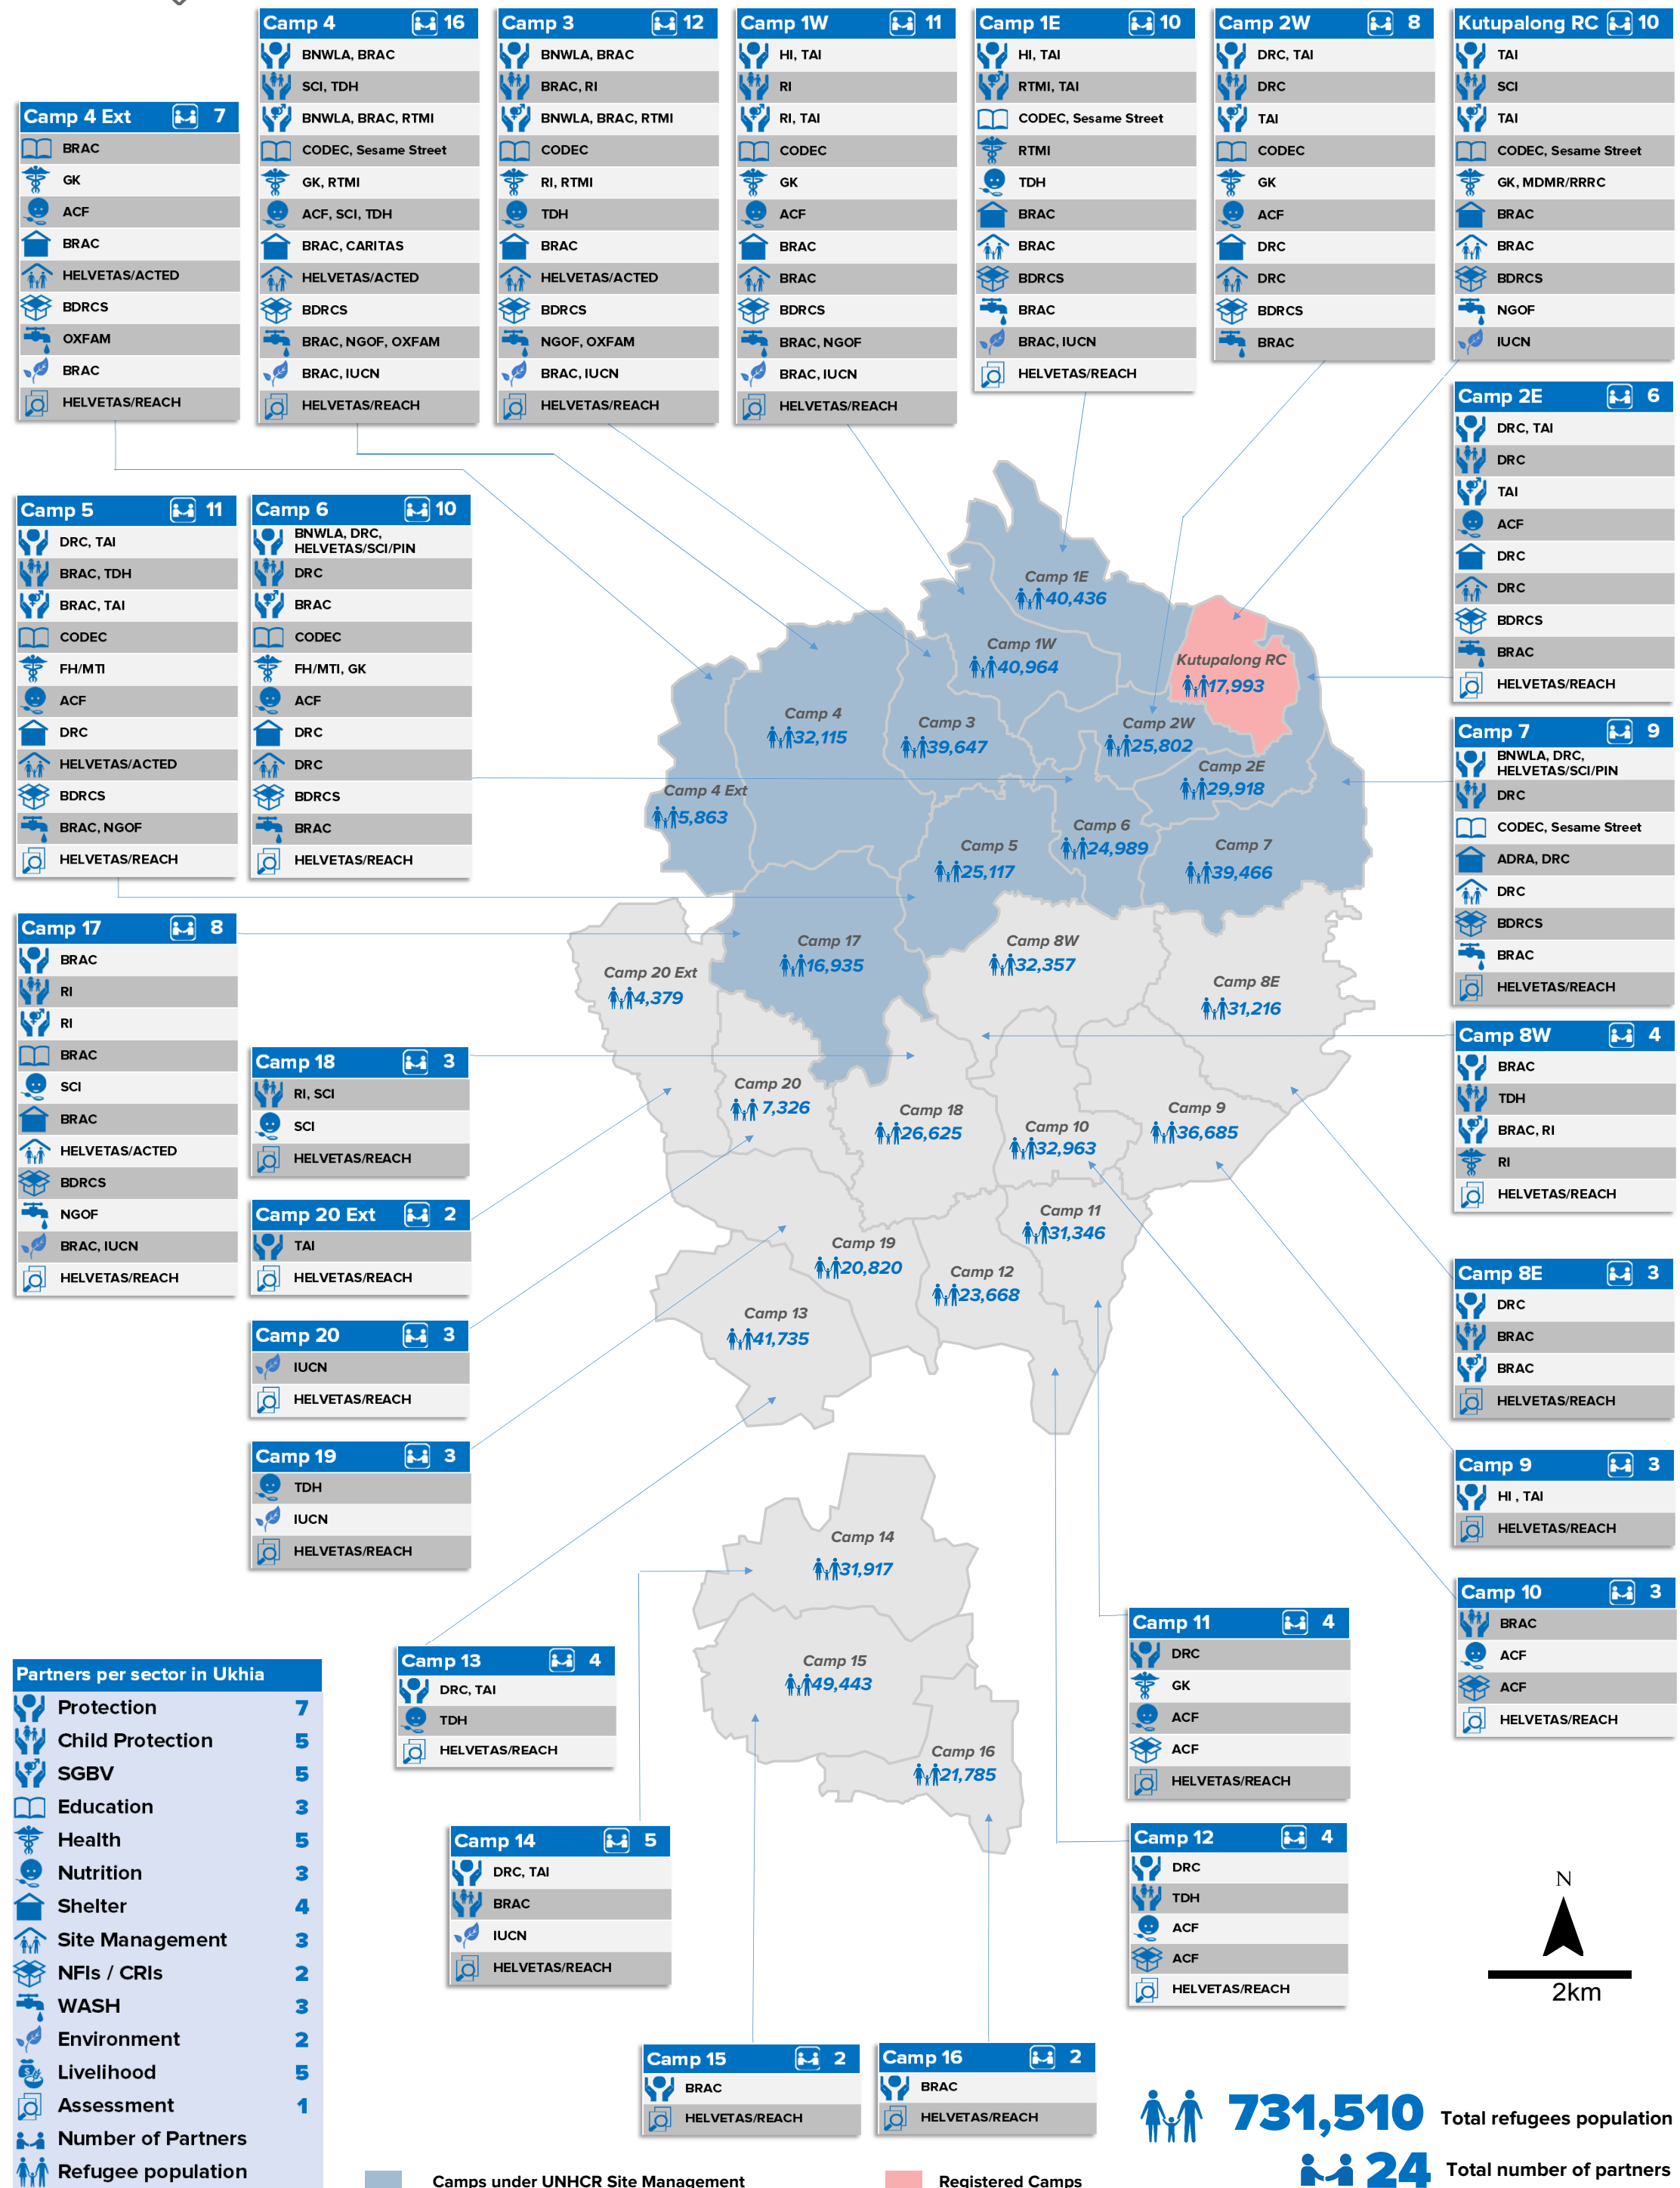 Camp 4 Ext 7
BRAC
GK
ACF
BRAC
HELVETAS/ACTED
BDRCS
OXFAM
BRAC
HELVETAS/REACH
Camp 4 16
BNWLA, BRAC
SCI, TDH
BNWLA, BRAC, RTMI
CODEC, Sesame Street
GK, RTMI
ACF, SCI, TDH
BRAC, CARITAS
HELVETAS/ACTED
BDRCS
BRAC, NGOF, OXFAM
BRAC, IUCN
HELVETAS/REACH
Camp 3 12
BNWLA, BRAC
BRAC, RI
BNWLA, BRAC, RTMI
CODEC
RI, RTMI
TDH
BRAC
HELVETAS/ACTED
BDRCS
NGOF, OXFAM
BRAC, IUCN
HELVETAS/REACH
Camp 1W 11
HI, TAI
RI
RI, TAI
CODEC
GK
ACF
BRAC
BRAC
BDRCS
BRAC, NGOF
BRAC, IUCN
HELVETAS/REACH
Camp 1E 10
HI, TAI
RTMI, TAI
CODEC, Sesame Street
RTMI
TDH
BRAC
BRAC
BDRCS
BRAC
BRAC, IUCN
HELVETAS/REACH
Camp 2W 8
DRC, TAI
DRC
TAI
CODEC
GK
ACF
DRC
DRC
BDRCS
BRAC
Kutupalong RC 10
TAI
SCI
TAI
CODEC, Sesame Street
GK, MDMR/RRRC
BRAC
BRAC
BDRCS
NGOF
IUCN
Camp 2E 6
DRC, TAI
DRC
TAI
ACF
DRC
DRC
BDRCS
BRAC
HELVETAS/REACH
Camp 5 11
DRC, TAI
BRAC, TDH
BRAC, TAI
CODEC
FH/MTI
ACF
DRC
HELVETAS/ACTED
BDRCS
BRAC, NGOF
HELVETAS/REACH
Camp 6 10
BNWLA, DRC,
HELVETAS/SCI/PIN
DRC
BRAC
CODEC
FH/MTI, GK
ACF
DRC
DRC
BDRCS
BRAC
HELVETAS/REACH
Camp 7 9
BNWLA, DRC,
HELVETAS/SCI/PIN
DRC
CODEC, Sesame Street
ADRA, DRC
DRC
BDRCS
BRAC
HELVETAS/REACH
Camp 17 8
BRAC
RI
RI
BRAC
SCI
BRAC
HELVETAS/ACTED
BDRCS
NGOF
BRAC, IUCN
HELVETAS/REACH
Camp 18 3
RI, SCI
SCI
HELVETAS/REACH
Camp 20 Ext 2
TAI
HELVETAS/REACH
Camp 20 3
IUCN
HELVETAS/REACH
Camp 19 3
TDH
IUCN
HELVETAS/REACH
Camp 8W 4
BRAC
TDH
BRAC, RI
RI
HELVETAS/REACH
Camp 8E 3
DRC
BRAC
BRAC
HELVETAS/REACH
Camp 9 3
HI , TAI
HELVETAS/REACH
Camp 10 3
BRAC
ACF
ACF
HELVETAS/REACH
Camp 1E
40,436
Camp 1W
40,964
Kutupalong RC
17,993
Camp 4
32,115
Camp 3
39,647
Camp 2W
25,802
Camp 2E
29,918
Camp 4 Ext
5,863
Camp 5
25,117
Camp 6
24,989
Camp 7
39,466
Camp 17
16,935
Camp 8W
32,357
Camp 20 Ext
4,379
Camp 8E
31,216
Camp 20
7,326
Camp 18
26,625
Camp 10
32,963
Camp 9
36,685
Camp 11
31,346
Camp 19
20,820
Camp 12
23,668
Camp 13
41,735
Camp 14
31,917
Camp 15
49,443
Camp 16
21,785
Camp 13 4
DRC, TAI
TDH
HELVETAS/REACH
Camp 11 4
DRC
GK
ACF
ACF
HELVETAS/REACH
Camp 14 5
DRC, TAI
BRAC
IUCN
HELVETAS/REACH
Camp 12 4
DRC
TDH
ACF
ACF
HELVETAS/REACH
Camp 15 2
BRAC
HELVETAS/REACH
Camp 16 2
BRAC
HELVETAS/REACH
Partners per sector in Ukhia
Protection 7
Child Protection 5
SGBV 5
Education 3
Health 5
Nutrition 3
Shelter 4
Site Management 3
NFIs / CRIs 2
WASH 3
Environment 2
Livelihood 5
Assessment 1
Number of Partners
Refugee population
N
2km
731,510 Total refugees population
24 Total number of partners
Camps under UNHCR Site Management
Registered Camps